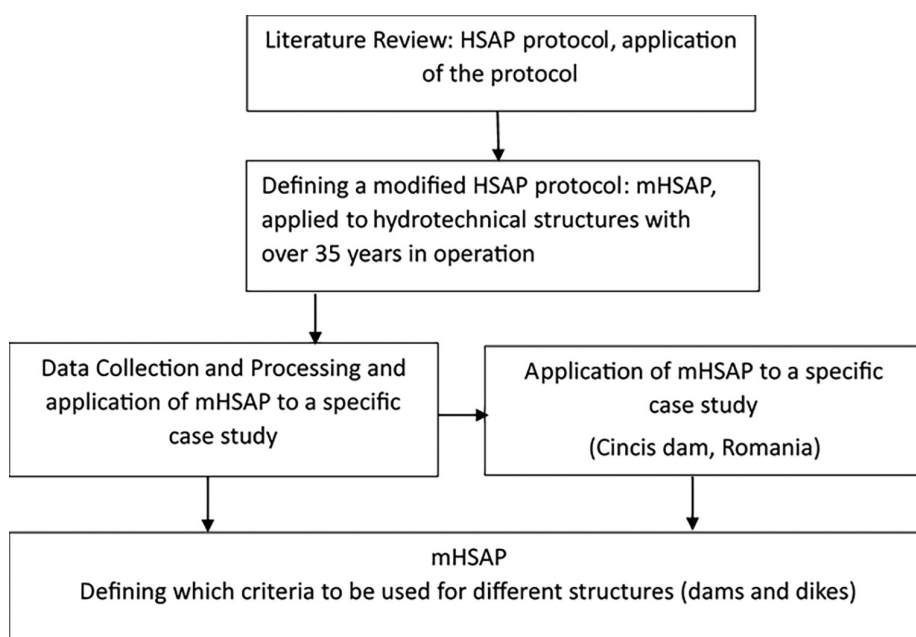 Literature Review: HSAP protocol, application
of the protocol
Defining a modified HSAP protocol: mHSAP,
applied to hydrotechnical structures with
over 35 years in operation
Data Collection and Processing and
application of mHSAP to a specific
case study
Application of mHSAP to a specific
case study
(Cincis dam, Romania)
mHSAP
Defining which criteria to be used for different structures (dams and dikes)